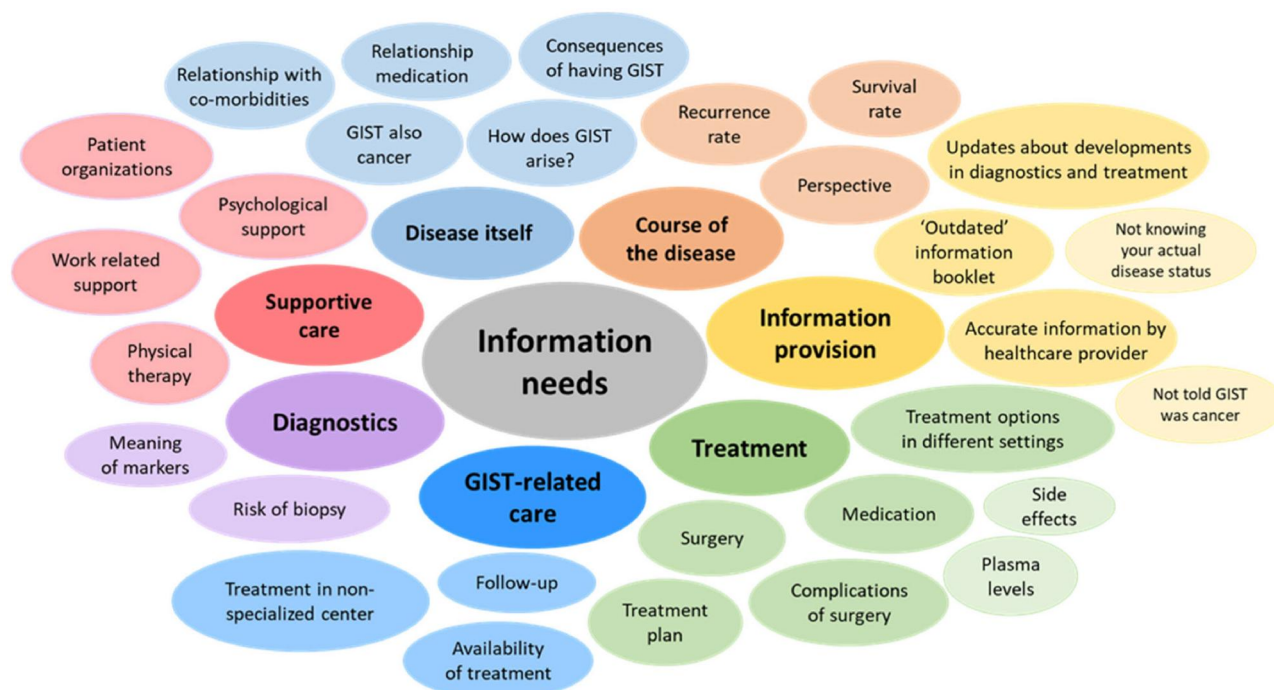 Consequences
of having GIST
Relationship
medication
Relationship with
co-morbidities
Survival
rate
Recurrence
rate
GIST also
cancer
How does GIST
arise?
Patient
organizations
Updates about developments
in diagnostics and treatment
Perspective
Psychological
support
Disease itself
Course of
the disease
'Outdated'
information
booklet
Not knowing
your actual
disease status
Work related
support
Supportive
care
Information
needs
Information
provision
Accurate information by
healthcare provider
Physical
therapy
Not told GIST
was cancer
Diagnostics
Treatment
Treatment options
in different settings
Meaning
of markers
GIST-related
care
Risk of biopsy
Surgery
Medication
Side
effects
Plasma
levels
Treatment in non-
specialized center
Follow-up
Treatment
plan
Complications
of surgery
Availability
of treatment